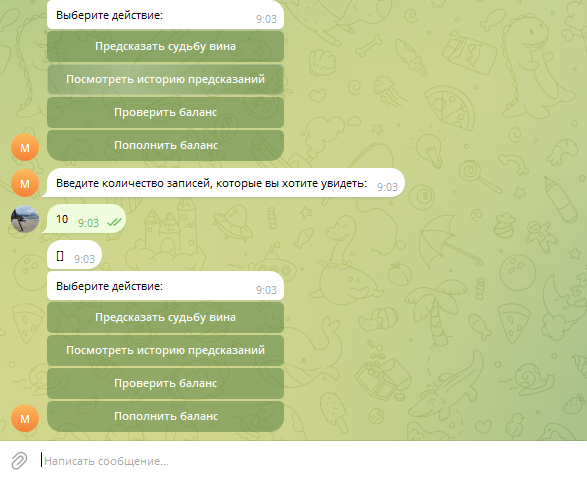 Выберите действие:
9:03
Предсказать судьбу вина
Посмотреть историю предсказаний
Проверить баланс
Пополнить баланс
М
М
Введите количество записей, которые вы хотите увидеть:
9:03
10
9:03
[]
9:03
Выберите действие:
9:03
Предсказать судьбу вина
Посмотреть историю предсказаний
Проверить баланс
Пополнить баланс
М
Написать сообщение...